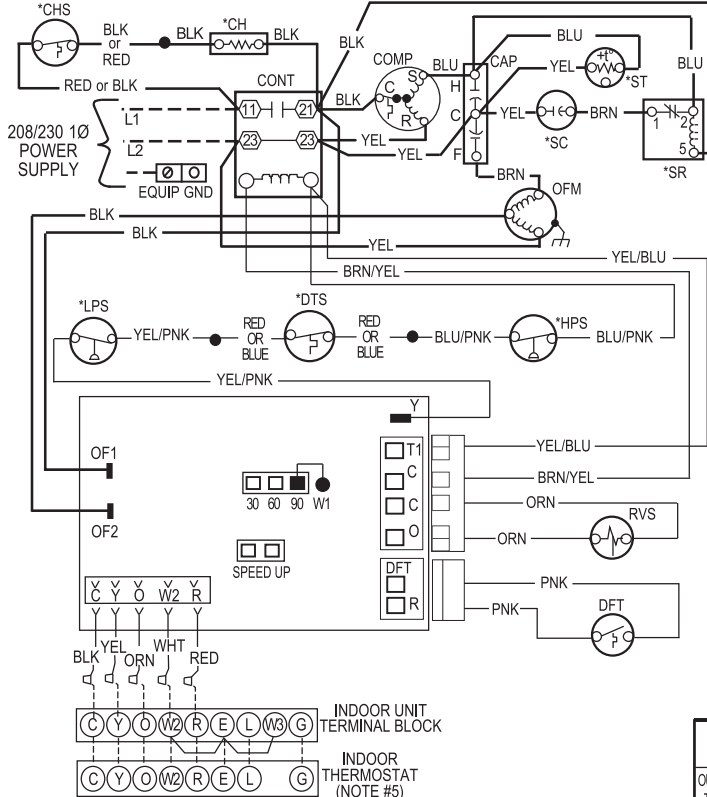 *CHS
BLK
or
RED
*CH
BLK
BLK
RED or BLK
CONT
COMP
BLU
CAP
BLU
YEL
+t°
*ST
BLU
L1
11
21
BLK
C
S
R
H
C
F
YEL
*SC
BRN
1
2
5
*SR
208/230 1Ø
POWER
SUPPLY
L2
23
23
YEL
YEL
EQUIP GND
BRN
OFM
BLK
BLK
YEL
YEL/BLU
BRN/YEL
*LPS
YEL/PNK
RED
OR
BLUE
*DTS
RED
OR
BLUE
BLU/PNK
*HPS
BLU/PNK
YEL/PNK
Y
OF1
T1
YEL/BLU
C
BRN/YEL
30 60 90 W1
C
ORN
RVS
OF2
O
ORN
SPEED UP
DFT
PNK
R
PNK
DFT
C Y O W2 R
BLK
YEL
ORN
WHT
RED
C Y O W2 R E L W3 G
INDOOR UNIT
TERMINAL BLOCK
C Y O W2 R E L G
INDOOR
THERMOSTAT
(NOTE #5)